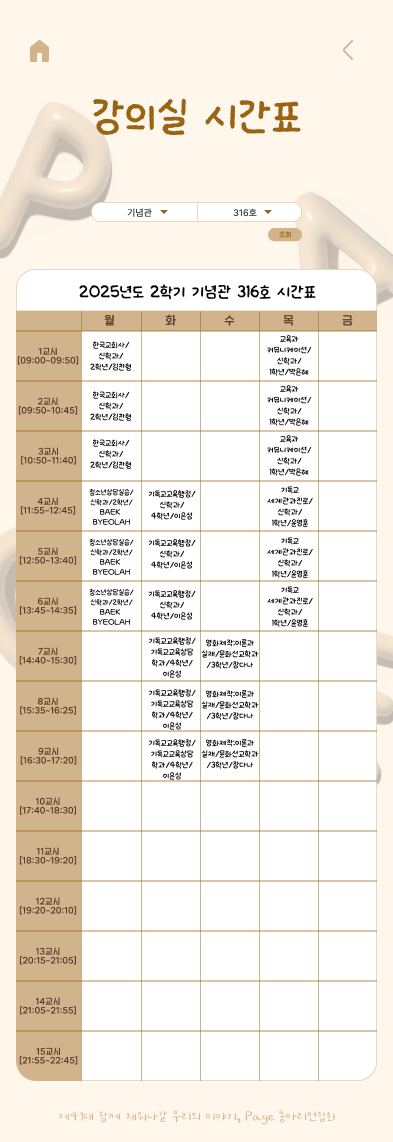 강의실 시간표
기념관 316호
조회
2025년도 2학기 기념관 316호 시간표
월 화 수 목 금
1교시
[09:00~09:50]
한국교회사/
신학과/
2학년/김찬형
교육과
커뮤니케이션/
신학과/
1학년/박은혜
2교시
[09:50~10:45]
한국교회사/
신학과/
2학년/김찬형
교육과
커뮤니케이션/
신학과/
1학년/박은혜
3교시
[10:50~11:40]
한국교회사/
신학과/
2학년/김찬형
교육과
커뮤니케이션/
신학과/
1학년/박은혜
4교시
[11:55~12:45]
청소년상담실습/
신학과/2학년/
BAEK
BYEOLAH
기독교교육행정/
신학과/
4학년/이은성
기독교
세계관과진로/
신학과/
1학년/윤영훈
5교시
[12:50~13:40]
청소년상담실습/
신학과/2학년/
BAEK
BYEOLAH
기독교교육행정/
신학과/
4학년/이은성
기독교
세계관과진로/
신학과/
1학년/윤영훈
6교시
[13:45~14:35]
청소년상담실습/
신학과/2학년/
BAEK
BYEOLAH
기독교교육행정/
신학과/
4학년/이은성
기독교
세계관과진로/
신학과/
1학년/윤영훈
7교시
[14:40~15:30]
기독교교육행정/
기독교교육상담
학과/4학년/
이은성
영화제작:이론과
실제/문화선교학과
/3학년/장다나
8교시
[15:35~16:25]
기독교교육행정/
기독교교육상담
학과/4학년/
이은성
영화제작:이론과
실제/문화선교학과
/3학년/장다나
9교시
[16:30~17:20]
기독교교육행정/
기독교교육상담
학과/4학년/
이은성
영화제작:이론과
실제/문화선교학과
/3학년/장다나
10교시
[17:40~18:30]
11교시
[18:30~19:20]
12교시
[19:20~20:10]
13교시
[20:15~21:05]
14교시
[21:05~21:55]
15교시
[21:55~22:45]
제41대 함께 채워나갈 우리의 이야기, Page 동아리연합회